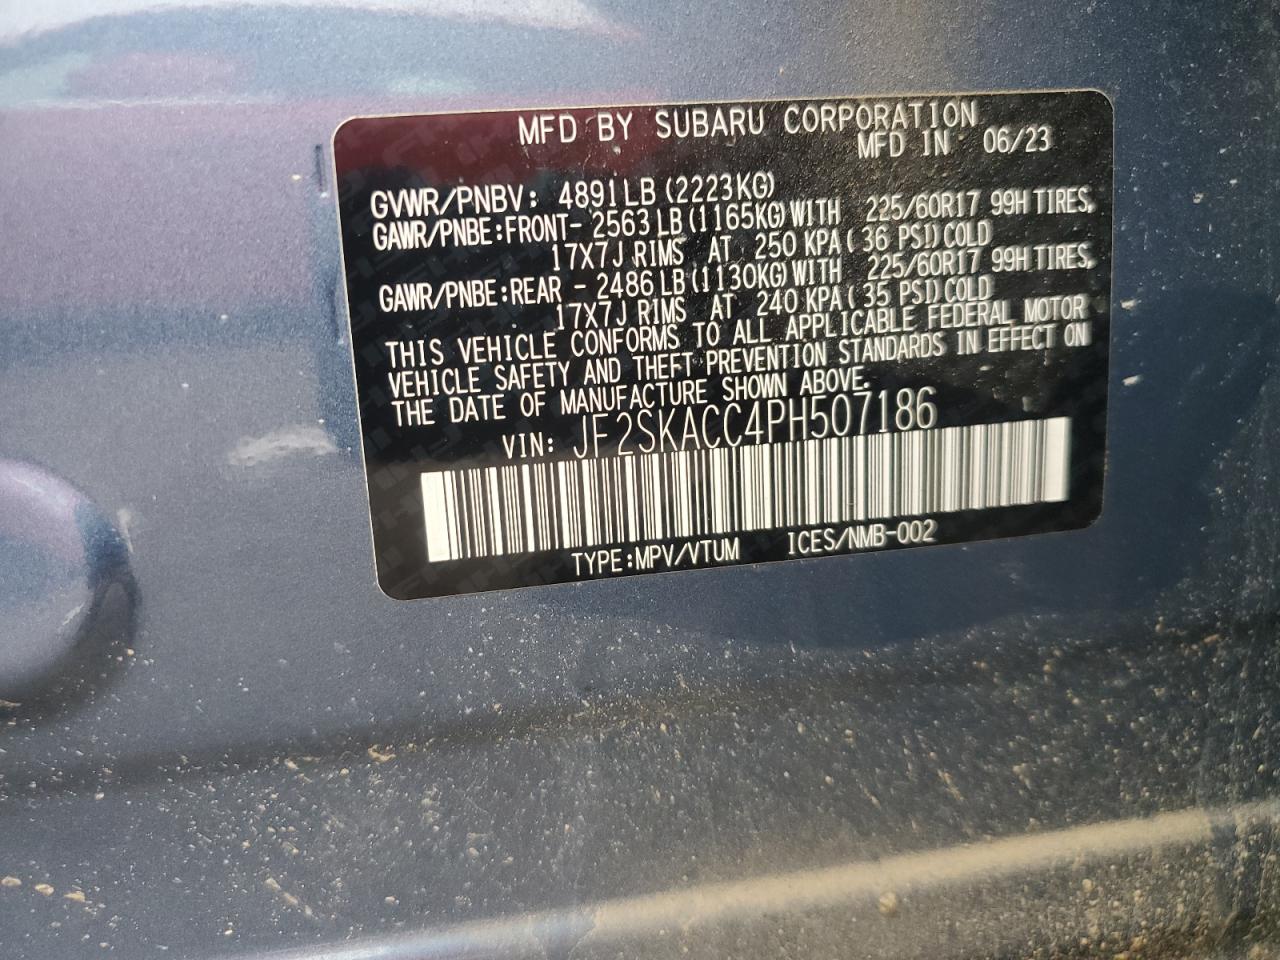 MFD BY SUBARU CORPORATION
MFD IN 06/23
GVWR/PNBV: 4891LB (2223KG)
GAWR/PNBE:FRONT- 2563 LB (1165KG) WITH 225/60R17 99H TIRES,
17X7J RIMS AT 250 KPA ( 36 PSI) COLD
GAWR/PNBE:REAR - 2486 LB (1130KG) WITH 225/60R17 99H TIRES,
17X7J RIMS AT 240 KPA ( 35 PSI) COLD
THIS VEHICLE CONFORMS TO ALL APPLICABLE FEDERAL MOTOR
VEHICLE SAFETY AND THEFT PREVENTION STANDARDS IN EFFECT ON
THE DATE OF MANUFACTURE SHOWN ABOVE.
VIN: JF2SKACC4PH507186
TYPE:MPV/VTUM ICES/NMB-002